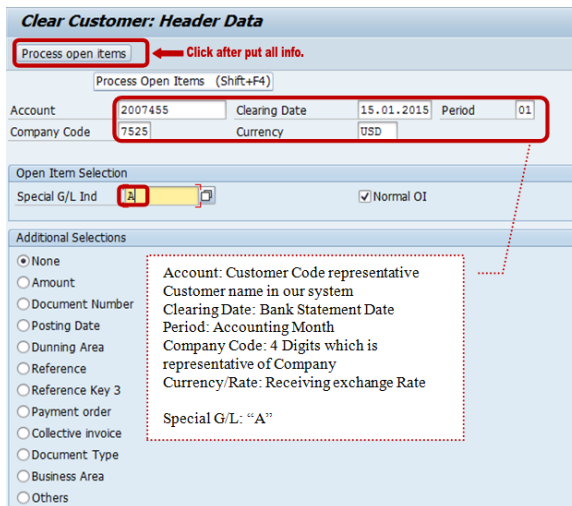 Clear Customer: Header Data
Process open items
Click after put all info.
Process Open Items (Shift+F4)
Account 2007455 Clearing Date 15.01.2015 Period 01
Company Code 7525 Currency USD
Open Item Selection
Special G/L Ind A Normal OI
Additional Selections
None
Amount
Document Number
Posting Date
Dunning Area
Reference
Reference Key 3
Payment order
Collective invoice
Document Type
Business Area
Others
Account: Customer Code representative
Customer name in our system
Clearing Date: Bank Statement Date
Period: Accounting Month
Company Code: 4 Digits which is
representative of Company
Currency/Rate: Receiving exchange Rate
Special G/L: “A”